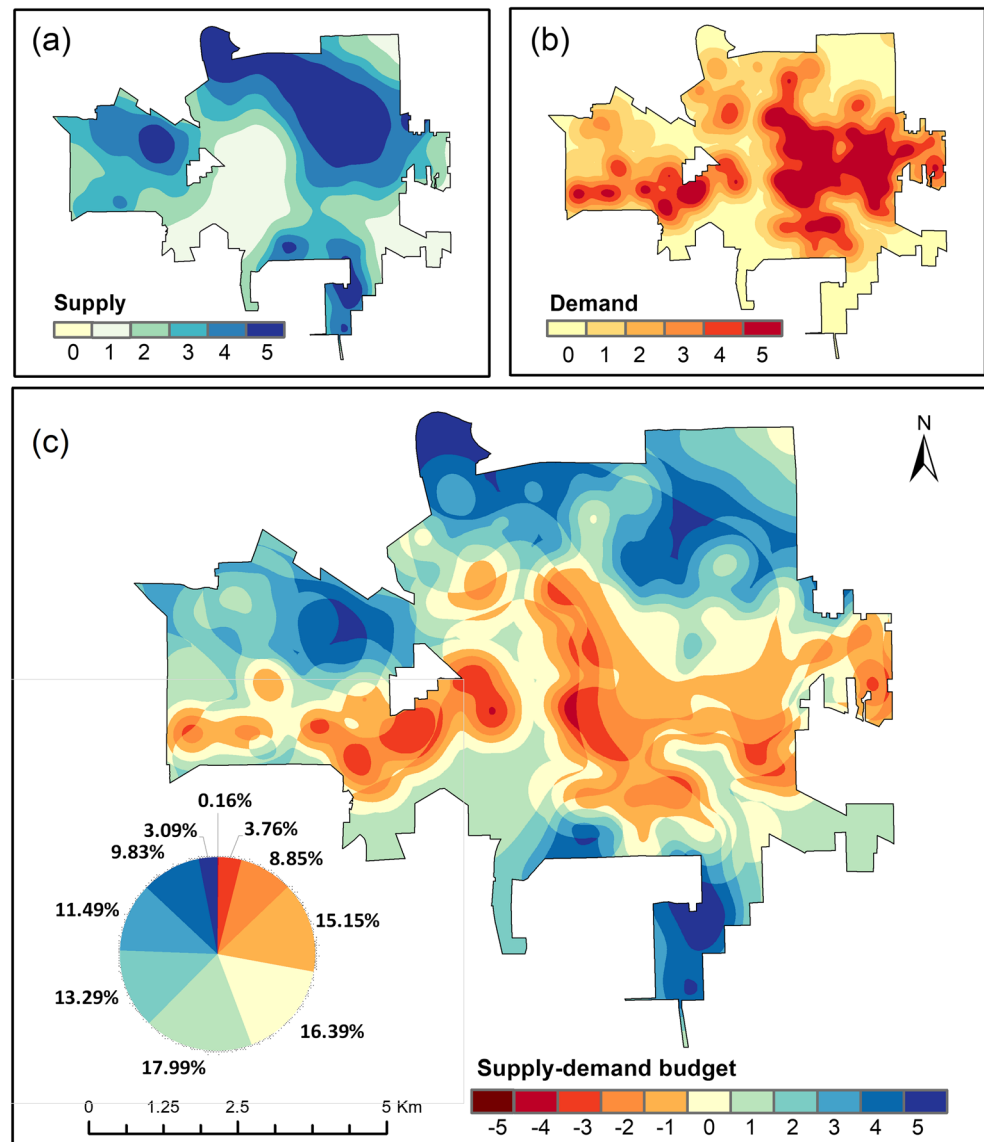 (a)
Supply
0 1 2 3 4 5
(b)
Demand
0 1 2 3 4 5
(c)
N
0.16%
3.09% 3.76%
9.83% 8.85%
11.49% 15.15%
13.29% 16.39%
17.99%
0 1.25 2.5 5 Km
Supply-demand budget
-5 -4 -3 -2 -1 0 1 2 3 4 5